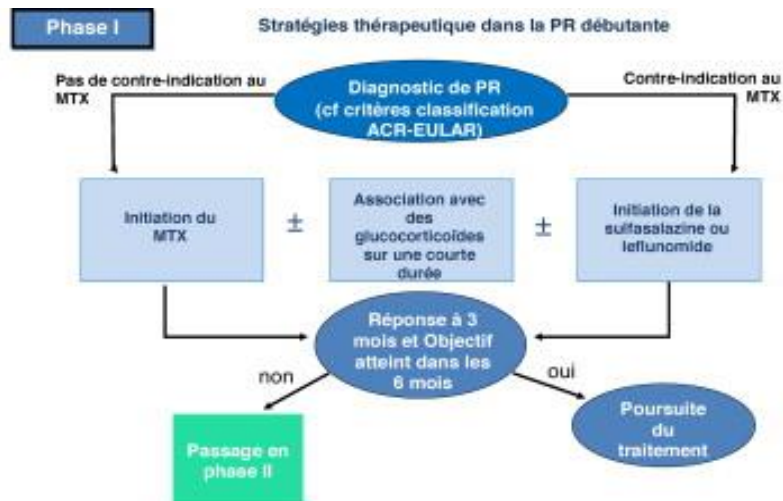 Phase I
Stratégies thérapeutique dans la PR débutante
Pas de contre-indication au
MTX
Diagnostic de PR
(cf critères classification
ACR-EULAR)
Contre-indication au
MTX
Initiation du
MTX
±
Association avec
des
glucocorticoïdes
sur une courte
durée
±
Initiation de la
sulfasalazine ou
leflunomide
Réponse à 3
mois et Objectif
atteint dans les
6 mois
non
oui
Passage en
phase II
Poursuite
du
traitement